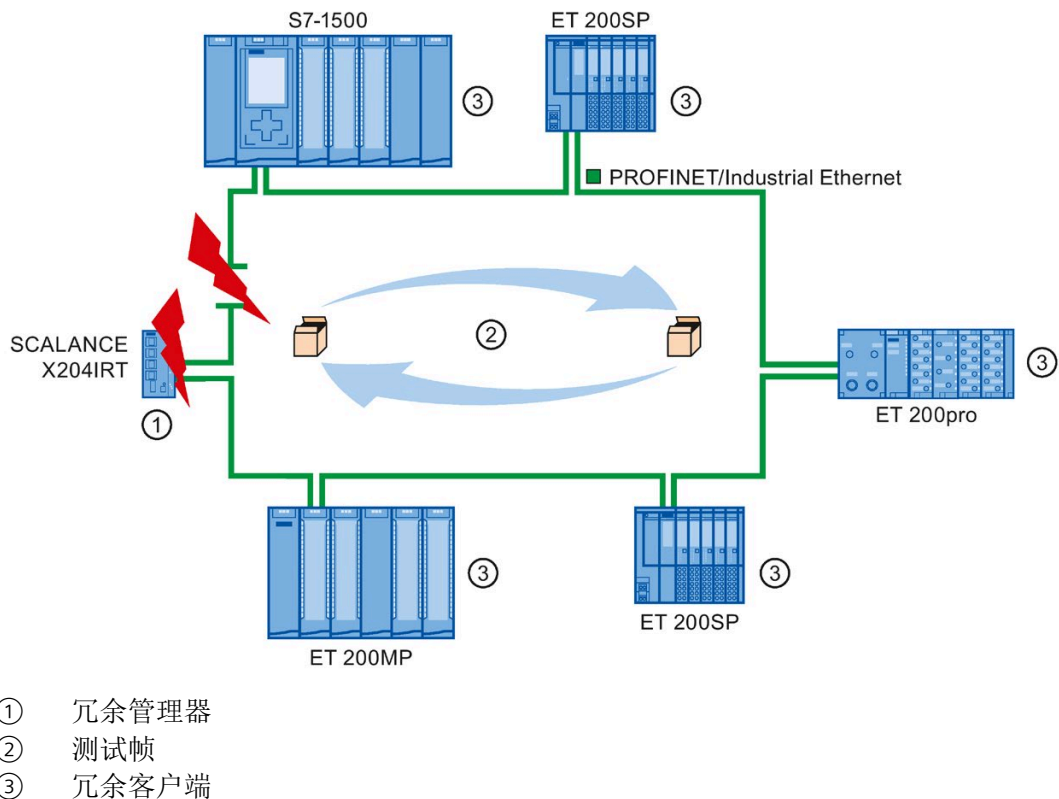 S7-1500
ET 200SP
③
③
PROFINET/Industrial Ethernet
SCALANCE
X204IRT
②
①
③
ET 200pro
③
③
ET 200SP
ET 200MP
① 冗余管理器
② 测试帧
③ 冗余客户端